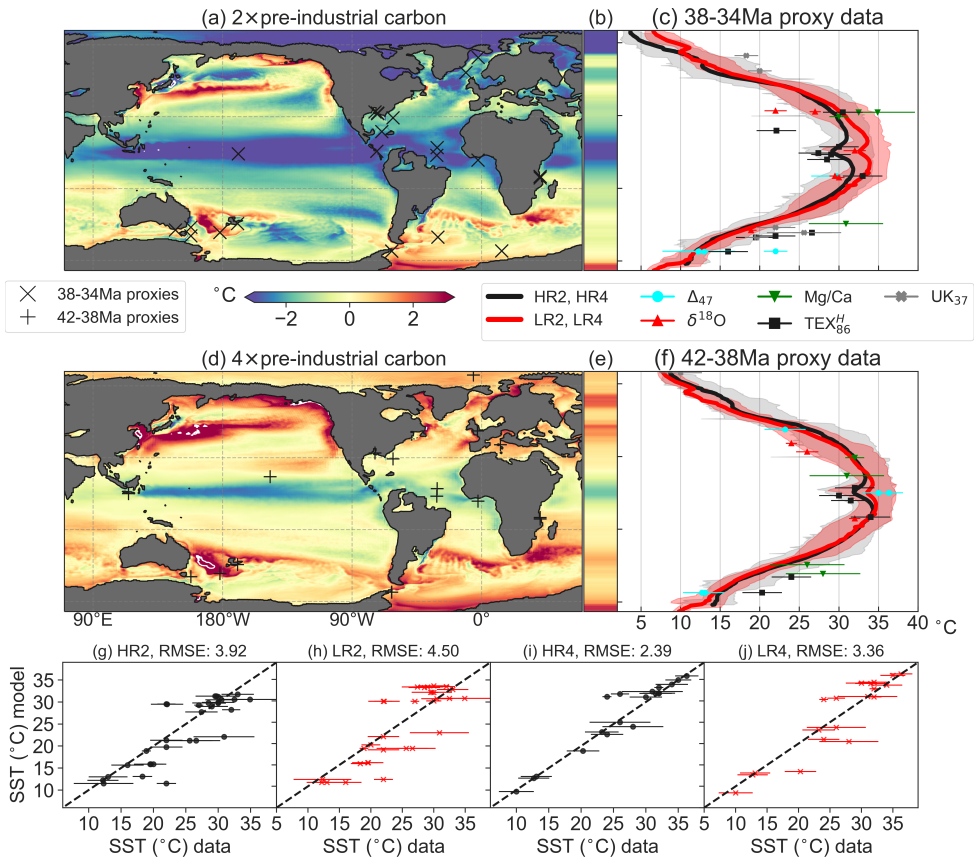 (a) 2×pre-industrial carbon
(b)
(c) 38-34Ma proxy data
38-34Ma proxies
42-38Ma proxies
°C
−2
0
2
HR2, HR4
LR2, LR4
Δ47
δ18O
Mg/Ca
TEX86H
UK37
(d) 4×pre-industrial carbon
(e)
(f) 42-38Ma proxy data
90°E
180°W
90°W
0°
5
10
15
20
25
30
35
40
°C
(g) HR2, RMSE: 3.92
(h) LR2, RMSE: 4.50
(i) HR4, RMSE: 2.39
(j) LR4, RMSE: 3.36
SST (°C) model
35
30
25
20
15
10
10 15 20 25 30 35 5
10 15 20 25 30 35 5
10 15 20 25 30 35 5
10 15 20 25 30 35
SST (°C) data
SST (°C) data
SST (°C) data
SST (°C) data